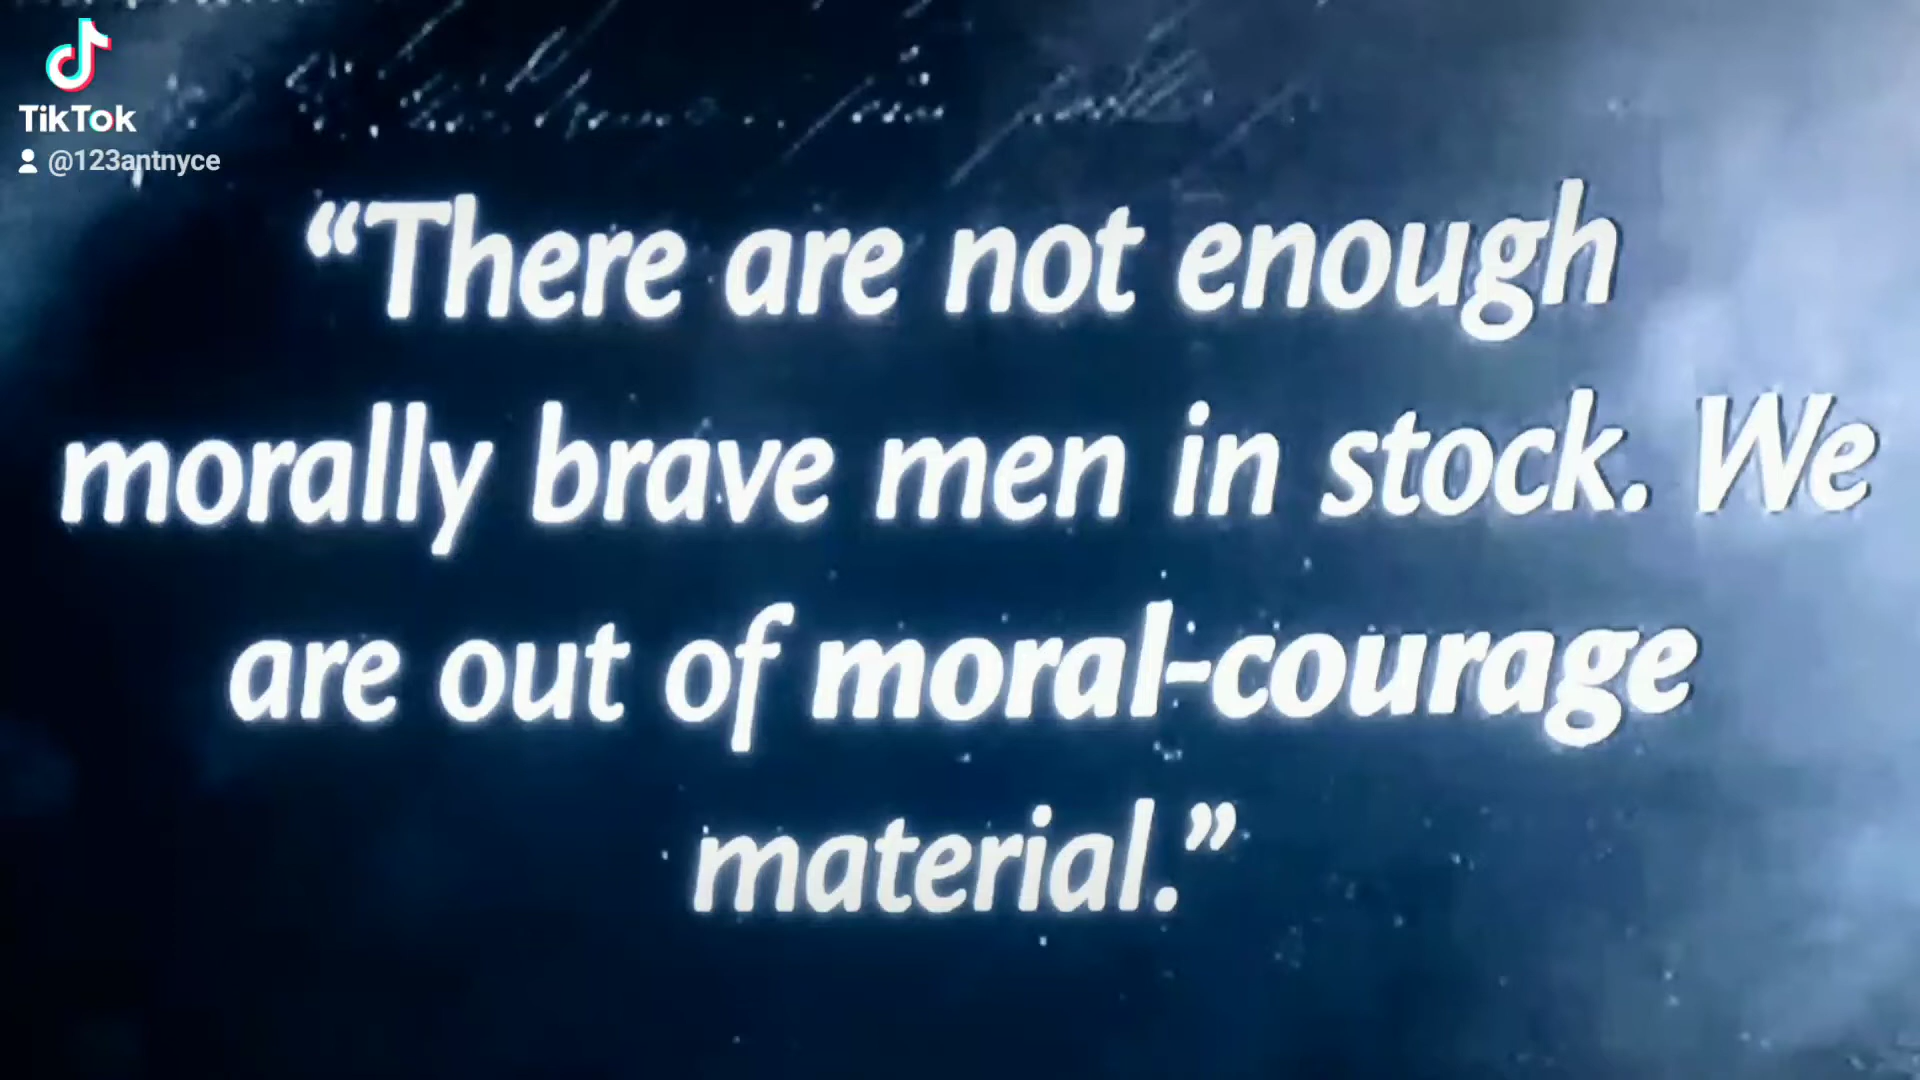 TikTok
@123antnyce
“There are not enough
morally brave men in stock. We
are out of moral-courage
material.”